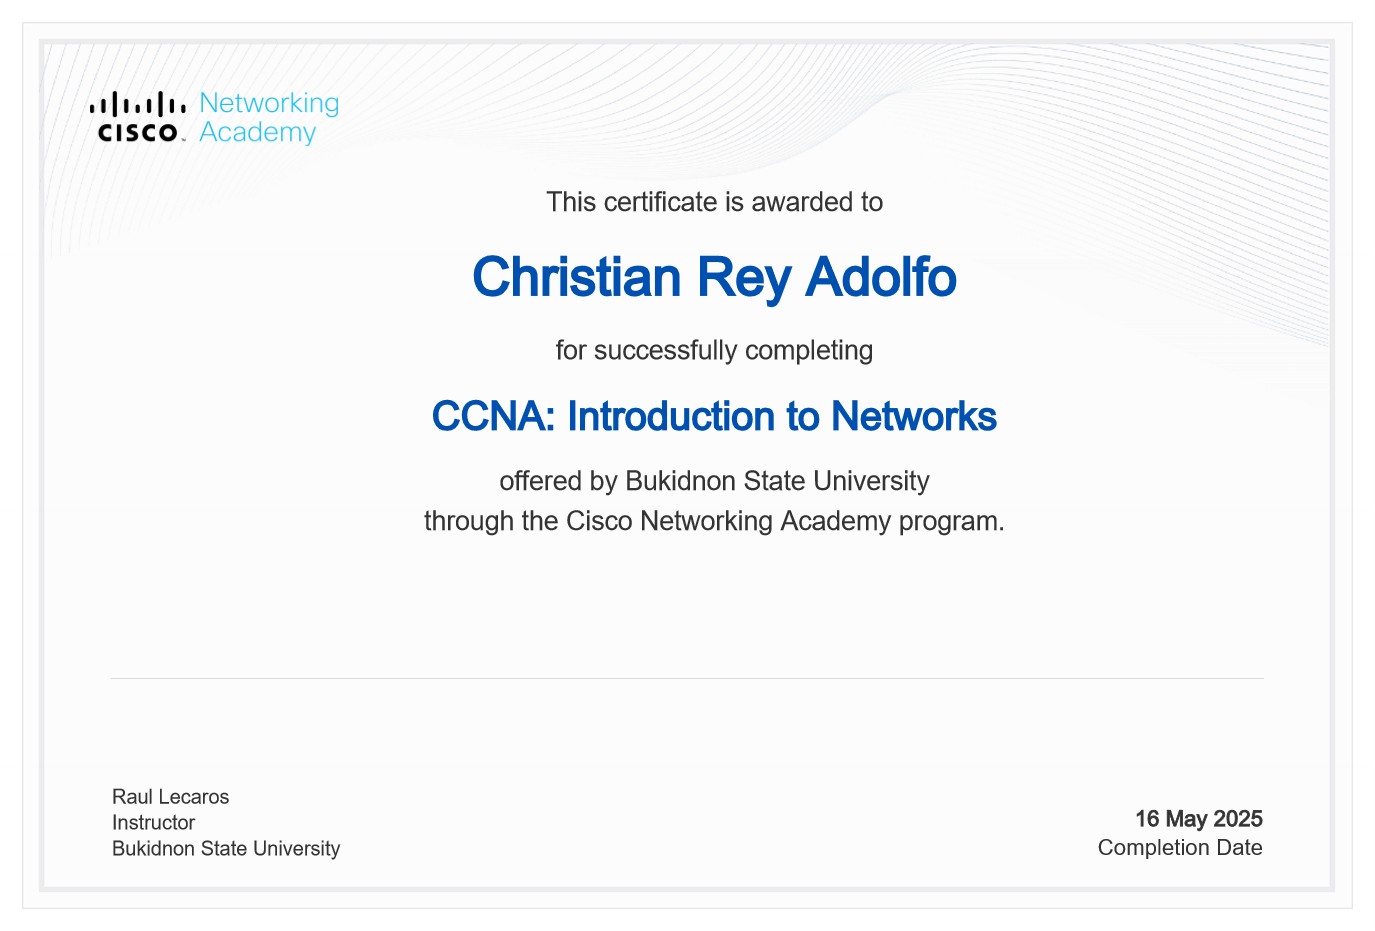 CISCO Networking
Academy
This certificate is awarded to
Christian Rey Adolfo
for successfully completing
CCNA: Introduction to Networks
offered by Bukidnon State University
through the Cisco Networking Academy program.
Raul Lecaros
Instructor
Bukidnon State University
16 May 2025
Completion Date